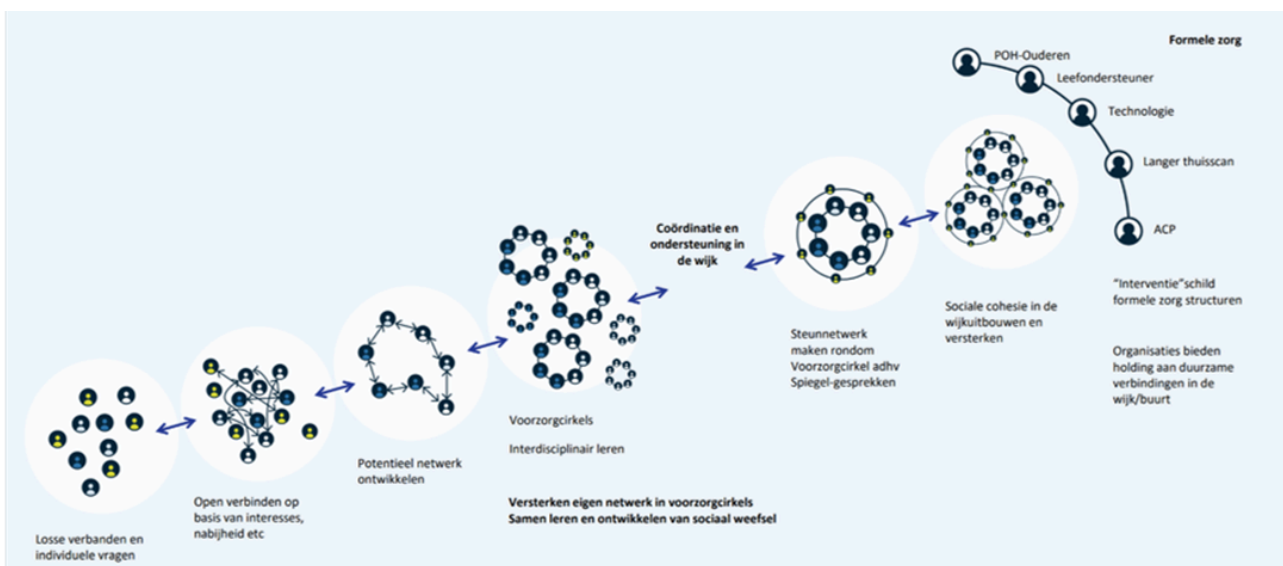 Formele zorg
POH-Ouderen
Leefondersteuner
Technologie
Langer thuisscan
ACP
"Interventie"schild
formele zorg structuren
Organisaties bieden
holding aan duurzame
verbindingen in de
wijk/buurt
Sociale cohesie in de
wijkuitbouwen en
versterken
Coördinatie en
ondersteuning in
de wijk
Steunnetwerk
maken rondom
Voorzorgcirkel adhv
Spiegel-gesprekken
Voorzorgcirkels
Interdisciplinair leren
Versterken eigen netwerk in voorzorgcirkels
Samen leren en ontwikkelen van sociaal weefsel
Potentieel netwerk
ontwikkelen
Open verbinden op
basis van interesses,
nabijheid etc
Losse verbanden en
individuele vragen